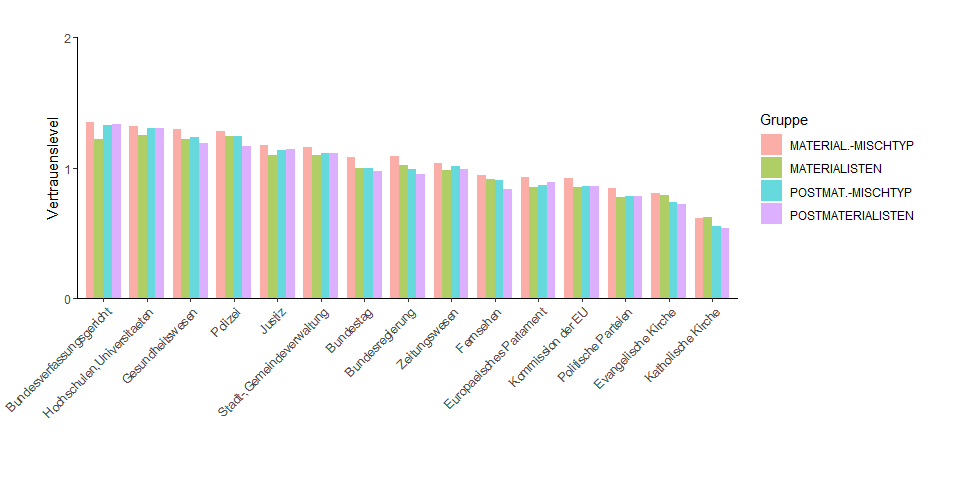 2
1
0
Vertrauenslevel
Bundesverfassungsgericht
Hochschulen, Universitaeten
Gesundheitswesen
Polizei
Justiz
Stadt-, Gemeindeverwaltung
Bundestag
Bundesregierung
Zeitungswesen
Fernsehen
Europaeisches Parlament
Kommission der EU
Politische Parteien
Evangelische Kirche
Katholische Kirche
Gruppe
MATERIAL.-MISCHTYP
MATERIALISTEN
POSTMAT.-MISCHTYP
POSTMATERIALISTEN